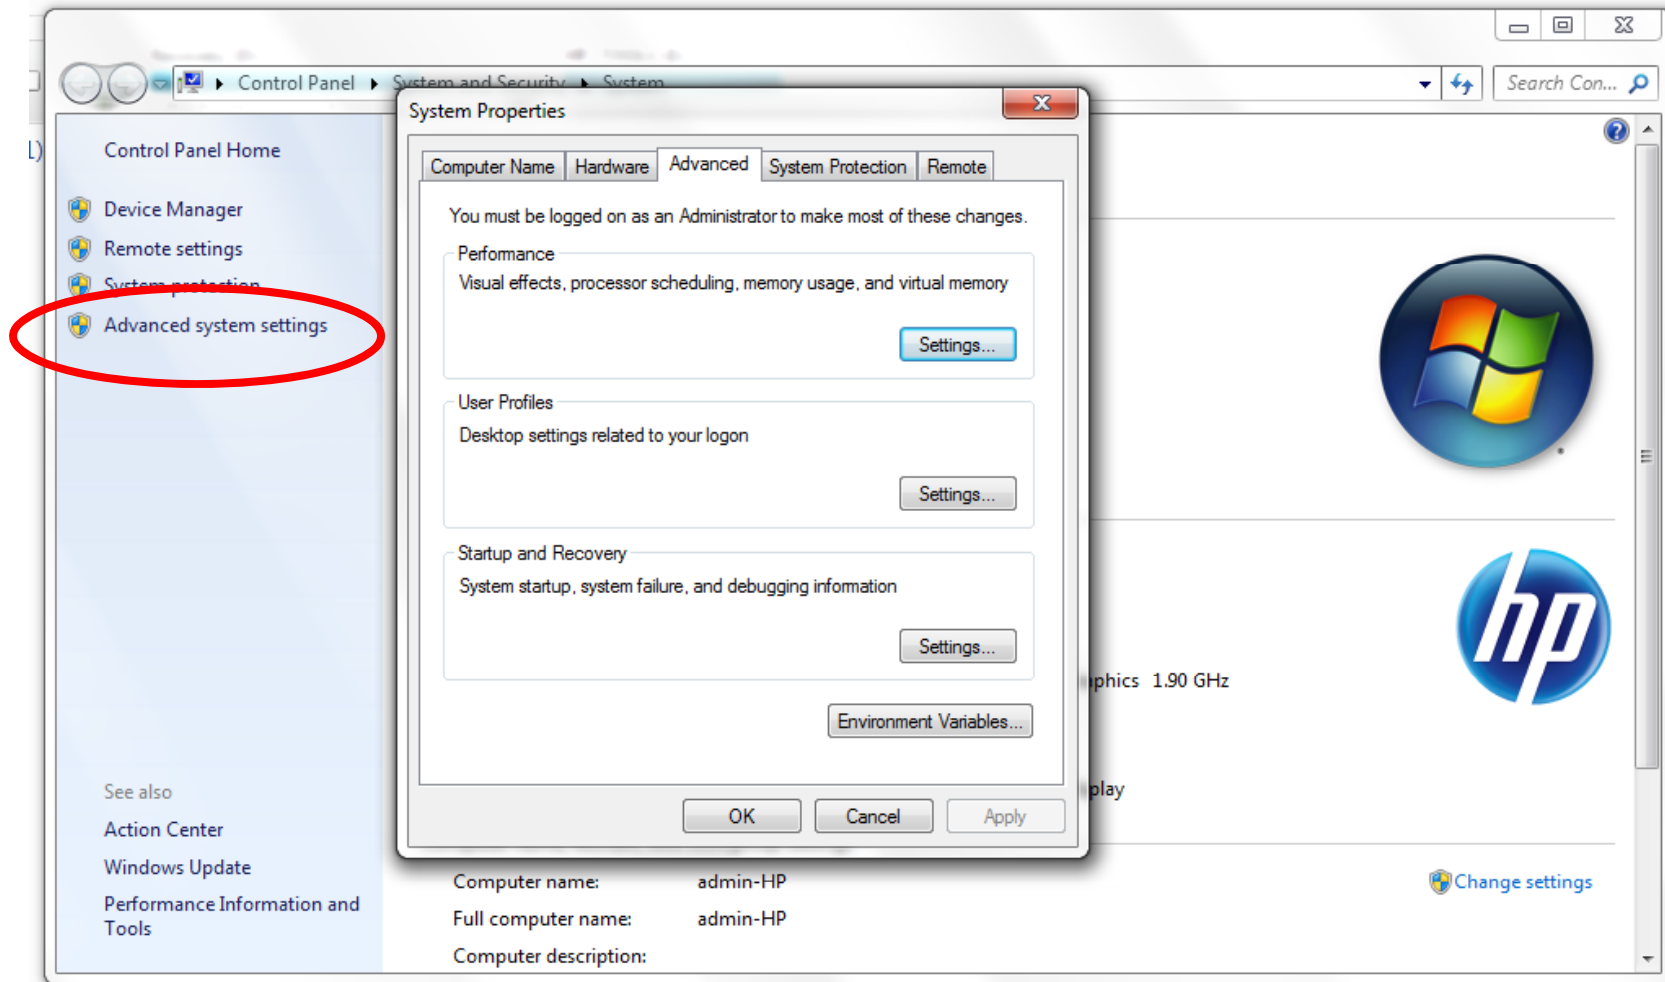 Control Panel System and Security System
Search Con...
1)
Control Panel Home
Device Manager
Remote settings
System protection
Advanced system settings
See also
Action Center
Windows Update
Performance Information and
Tools
System Properties
Computer Name Hardware Advanced System Protection Remote
You must be logged on as an Administrator to make most of these changes.
Performance
Visual effects, processor scheduling, memory usage, and virtual memory
Settings...
User Profiles
Desktop settings related to your logon
Settings...
Startup and Recovery
System startup, system failure, and debugging information
Settings...
Environment Variables...
OK Cancel Apply
hp
phics 1.90 GHz
play
Computer name: admin-HP
Change settings
Full computer name: admin-HP
Computer description: